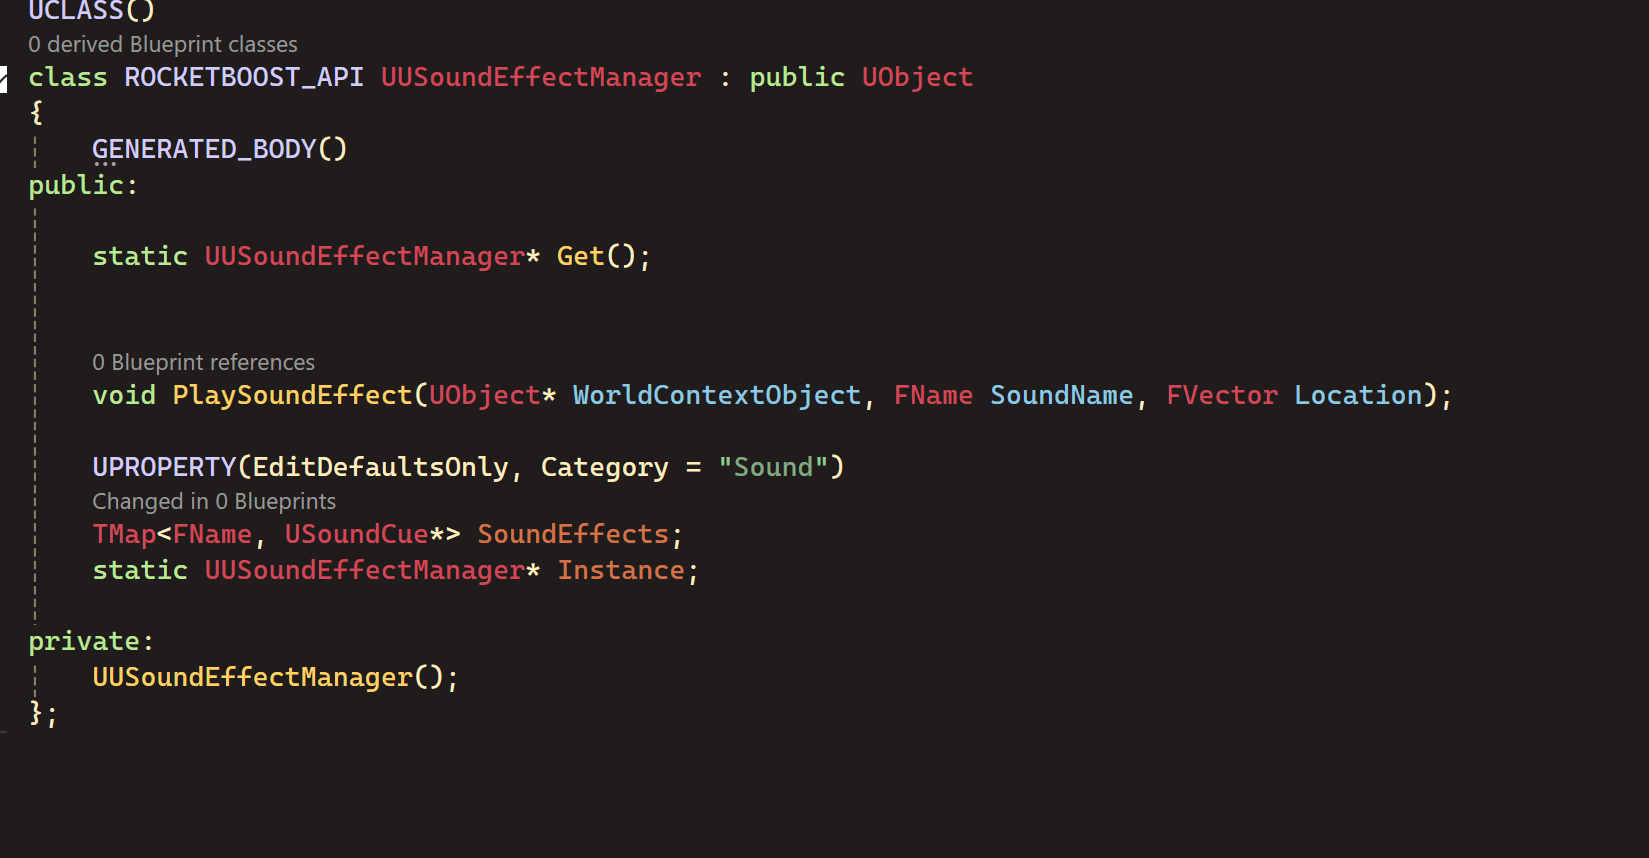 UCLASS()
0 derived Blueprint classes
class ROCKETBOOST_API UUSoundEffectManager : public UObject
{
GENERATED_BODY()
public:
static UUSoundEffectManager* Get();
0 Blueprint references
void PlaySoundEffect(UObject* WorldContextObject, FName SoundName, FVector Location);
UPROPERTY(EditDefaultsOnly, Category = "Sound")
Changed in 0 Blueprints
TMap<FName, USoundCue*> SoundEffects;
static UUSoundEffectManager* Instance;
private:
UUSoundEffectManager();
};